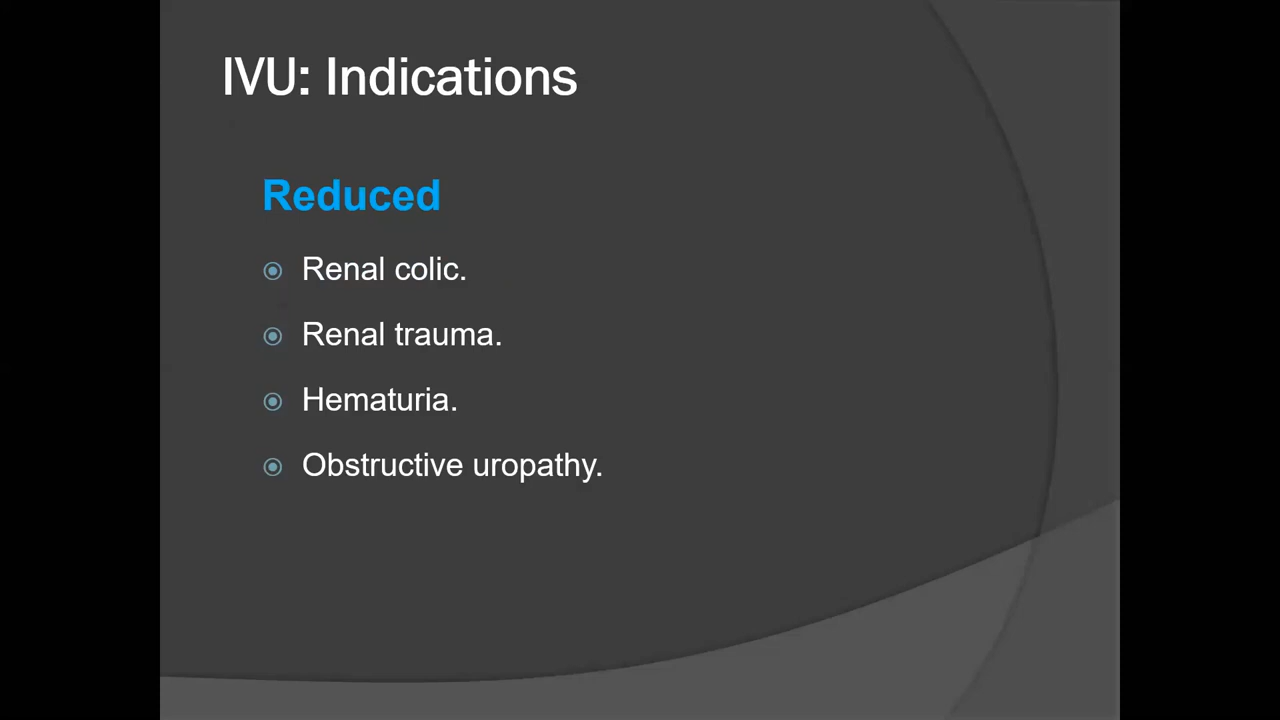 IVU: Indications
Reduced
Renal colic.
Renal trauma.
Hematuria.
Obstructive uropathy.